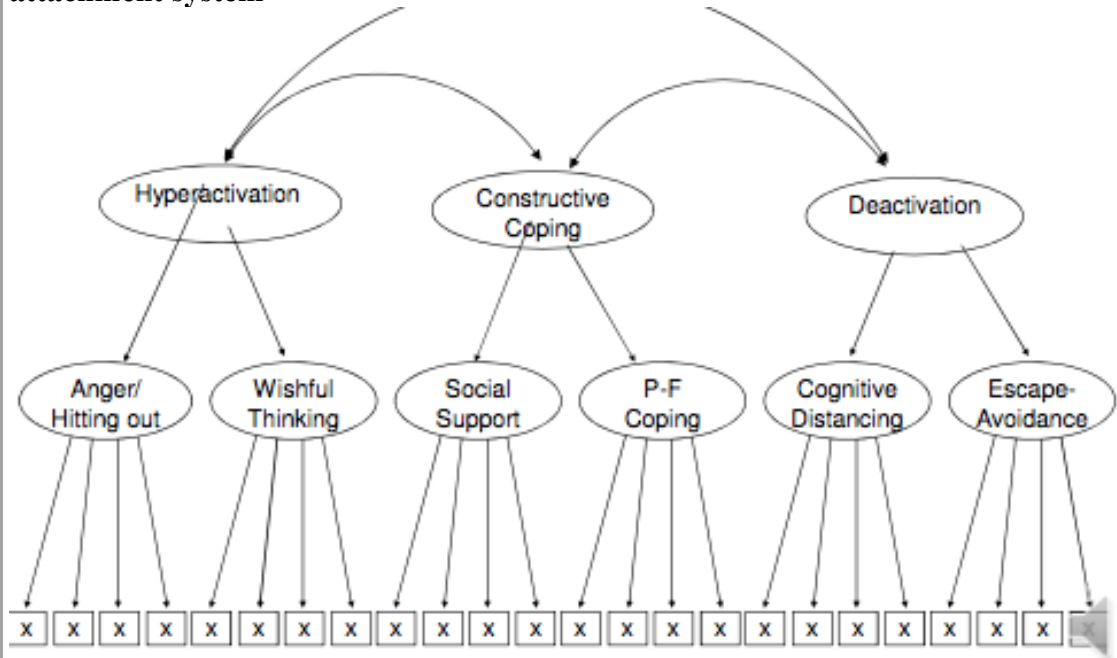 attachment system
Hyperactivation
Constructive
Coping
Deactivation
Anger/
Hitting out
Wishful
Thinking
Social
Support
P-F
Coping
Cognitive
Distancing
Escape-
Avoidance
x x x x x x x x x x x x x x x x x x x x x x x x